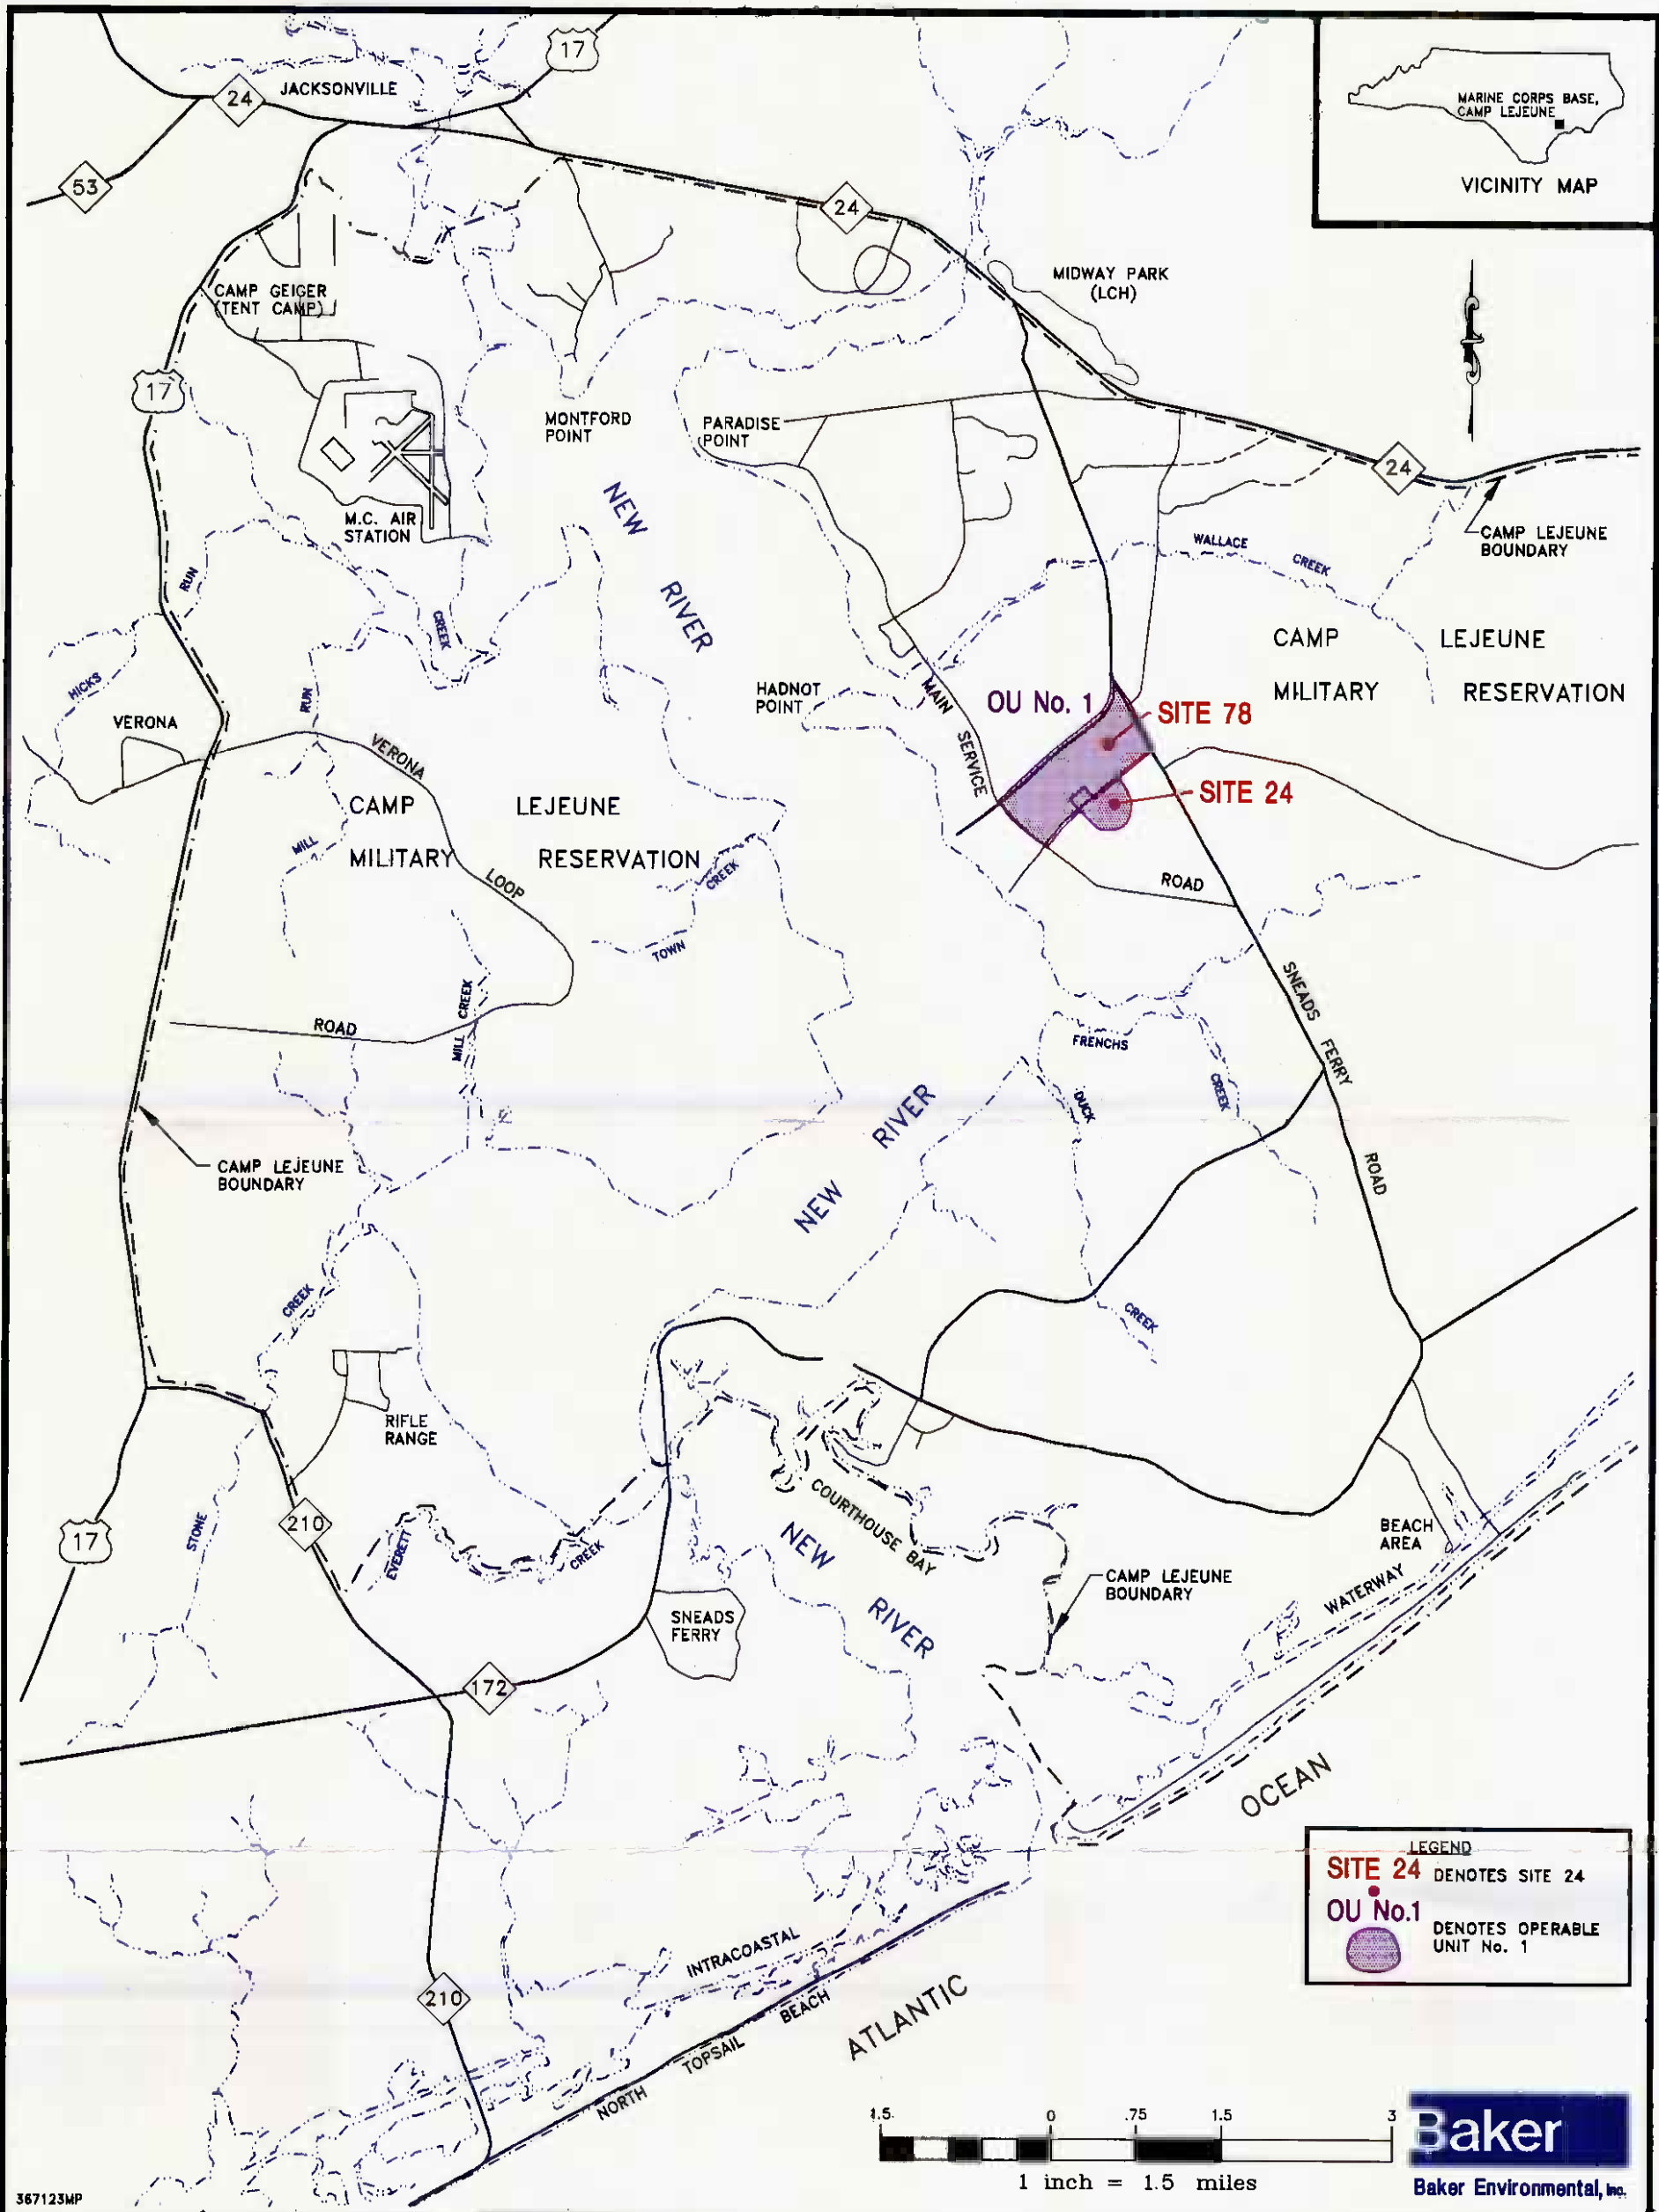 17
JACKSONVILLE
24
53
24
MARINE CORPS BASE,
CAMP LEJEUNE
VICINITY MAP
MIDWAY PARK
(LCH)
CAMP GEIGER
(TENT CAMP)
17
MONTFORD
POINT
PARADISE
POINT
24
M.C. AIR
STATION
NEW
RIVER
CAMP LEJEUNE
BOUNDARY
WALLACE
CREEK
RUN
HICKS
CREEK
RUN
CAMP LEJEUNE
MILITARY RESERVATION
HADNOT
POINT
MAIN
SERVICE
OU No. 1
SITE 78
SITE 24
VERONA
VERONA
CAMP LEJEUNE
MILITARY RESERVATION
MILL
LOOP
CREEK
TOWN
ROAD
SNEADS
FERRY
ROAD
MILL CREEK
ROAD
FRENCHS
CREEK
DUCK
CREEK
NEW
RIVER
CAMP LEJEUNE
BOUNDARY
CREEK
RIFLE
RANGE
17
210
STONE
EVERETT
CREEK
COURTHOUSE BAY
NEW
RIVER
CAMP LEJEUNE
BOUNDARY
BEACH
AREA
WATERWAY
SNEADS
FERRY
172
OCEAN
LEGEND
SITE 24 DENOTES SITE 24
OU No.1
DENOTES OPERABLE
UNIT No. 1
INTRACOASTAL
210
NORTH TOPSAIL BEACH
ATLANTIC
1.5 0 .75 1.5 3
1 inch = 1.5 miles
Baker
Baker Environmental, Inc.
367123MP